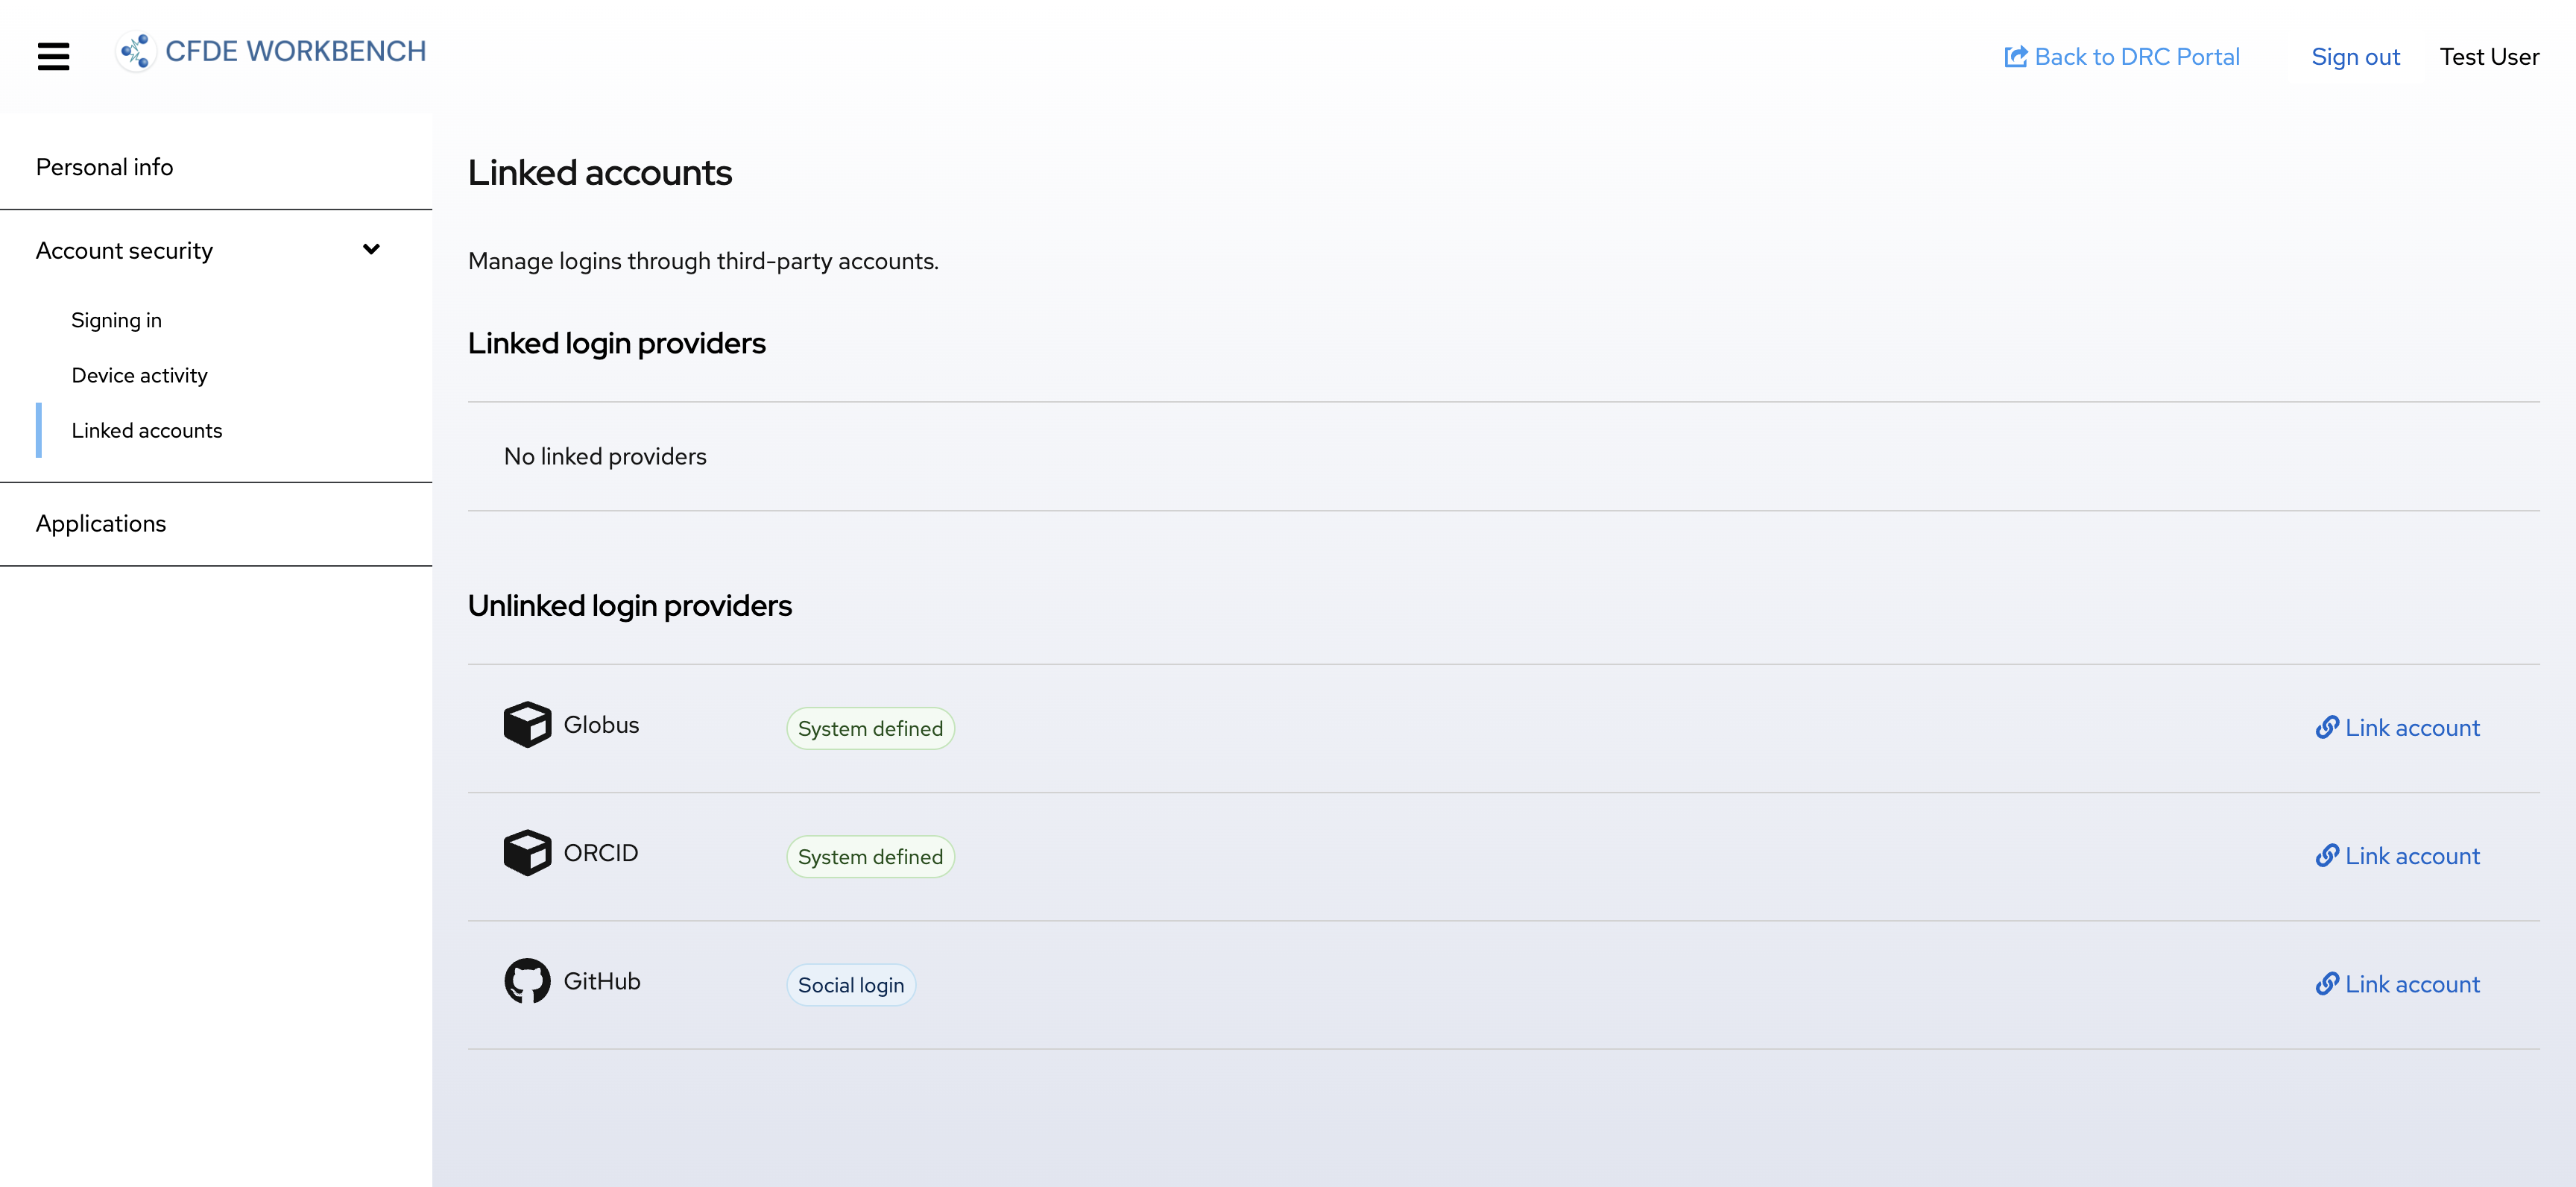 CFDE WORKBENCH
Back to DRC Portal
Sign out
Test User
Personal info
Account security
Signing in
Device activity
Linked accounts
Applications
Linked accounts
Manage logins through third-party accounts.
Linked login providers
No linked providers
Unlinked login providers
Globus System defined Link account
ORCID System defined Link account
GitHub Social login Link account